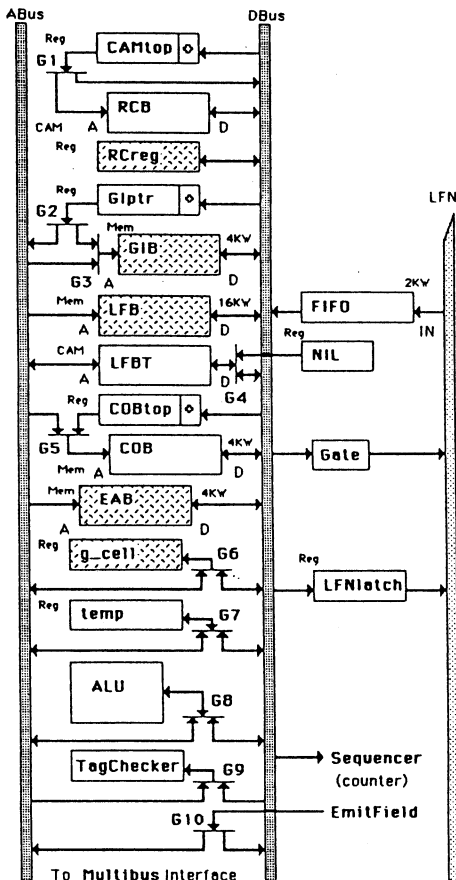 ABus DBus
Reg CAMtop ◇
G1
RCB
CAM A D
Reg RCreg
Reg GIptr ◇
LFN
G2
Mem GIB 4KW
G3 A D
Mem LFB 16KW
A D
FIFO 2KW
IN
CAM LFBT
A D
Reg NIL
G4
Reg COBtop ◇
G5
COB 4KW
Mem A D
Gate
Mem EAB 4KW
A D
Reg g_cell G6
Reg LFNlatch
Reg temp G7
ALU G8
TagChecker G9
Sequencer
(counter)
G10 EmitField
To Multibus Interface